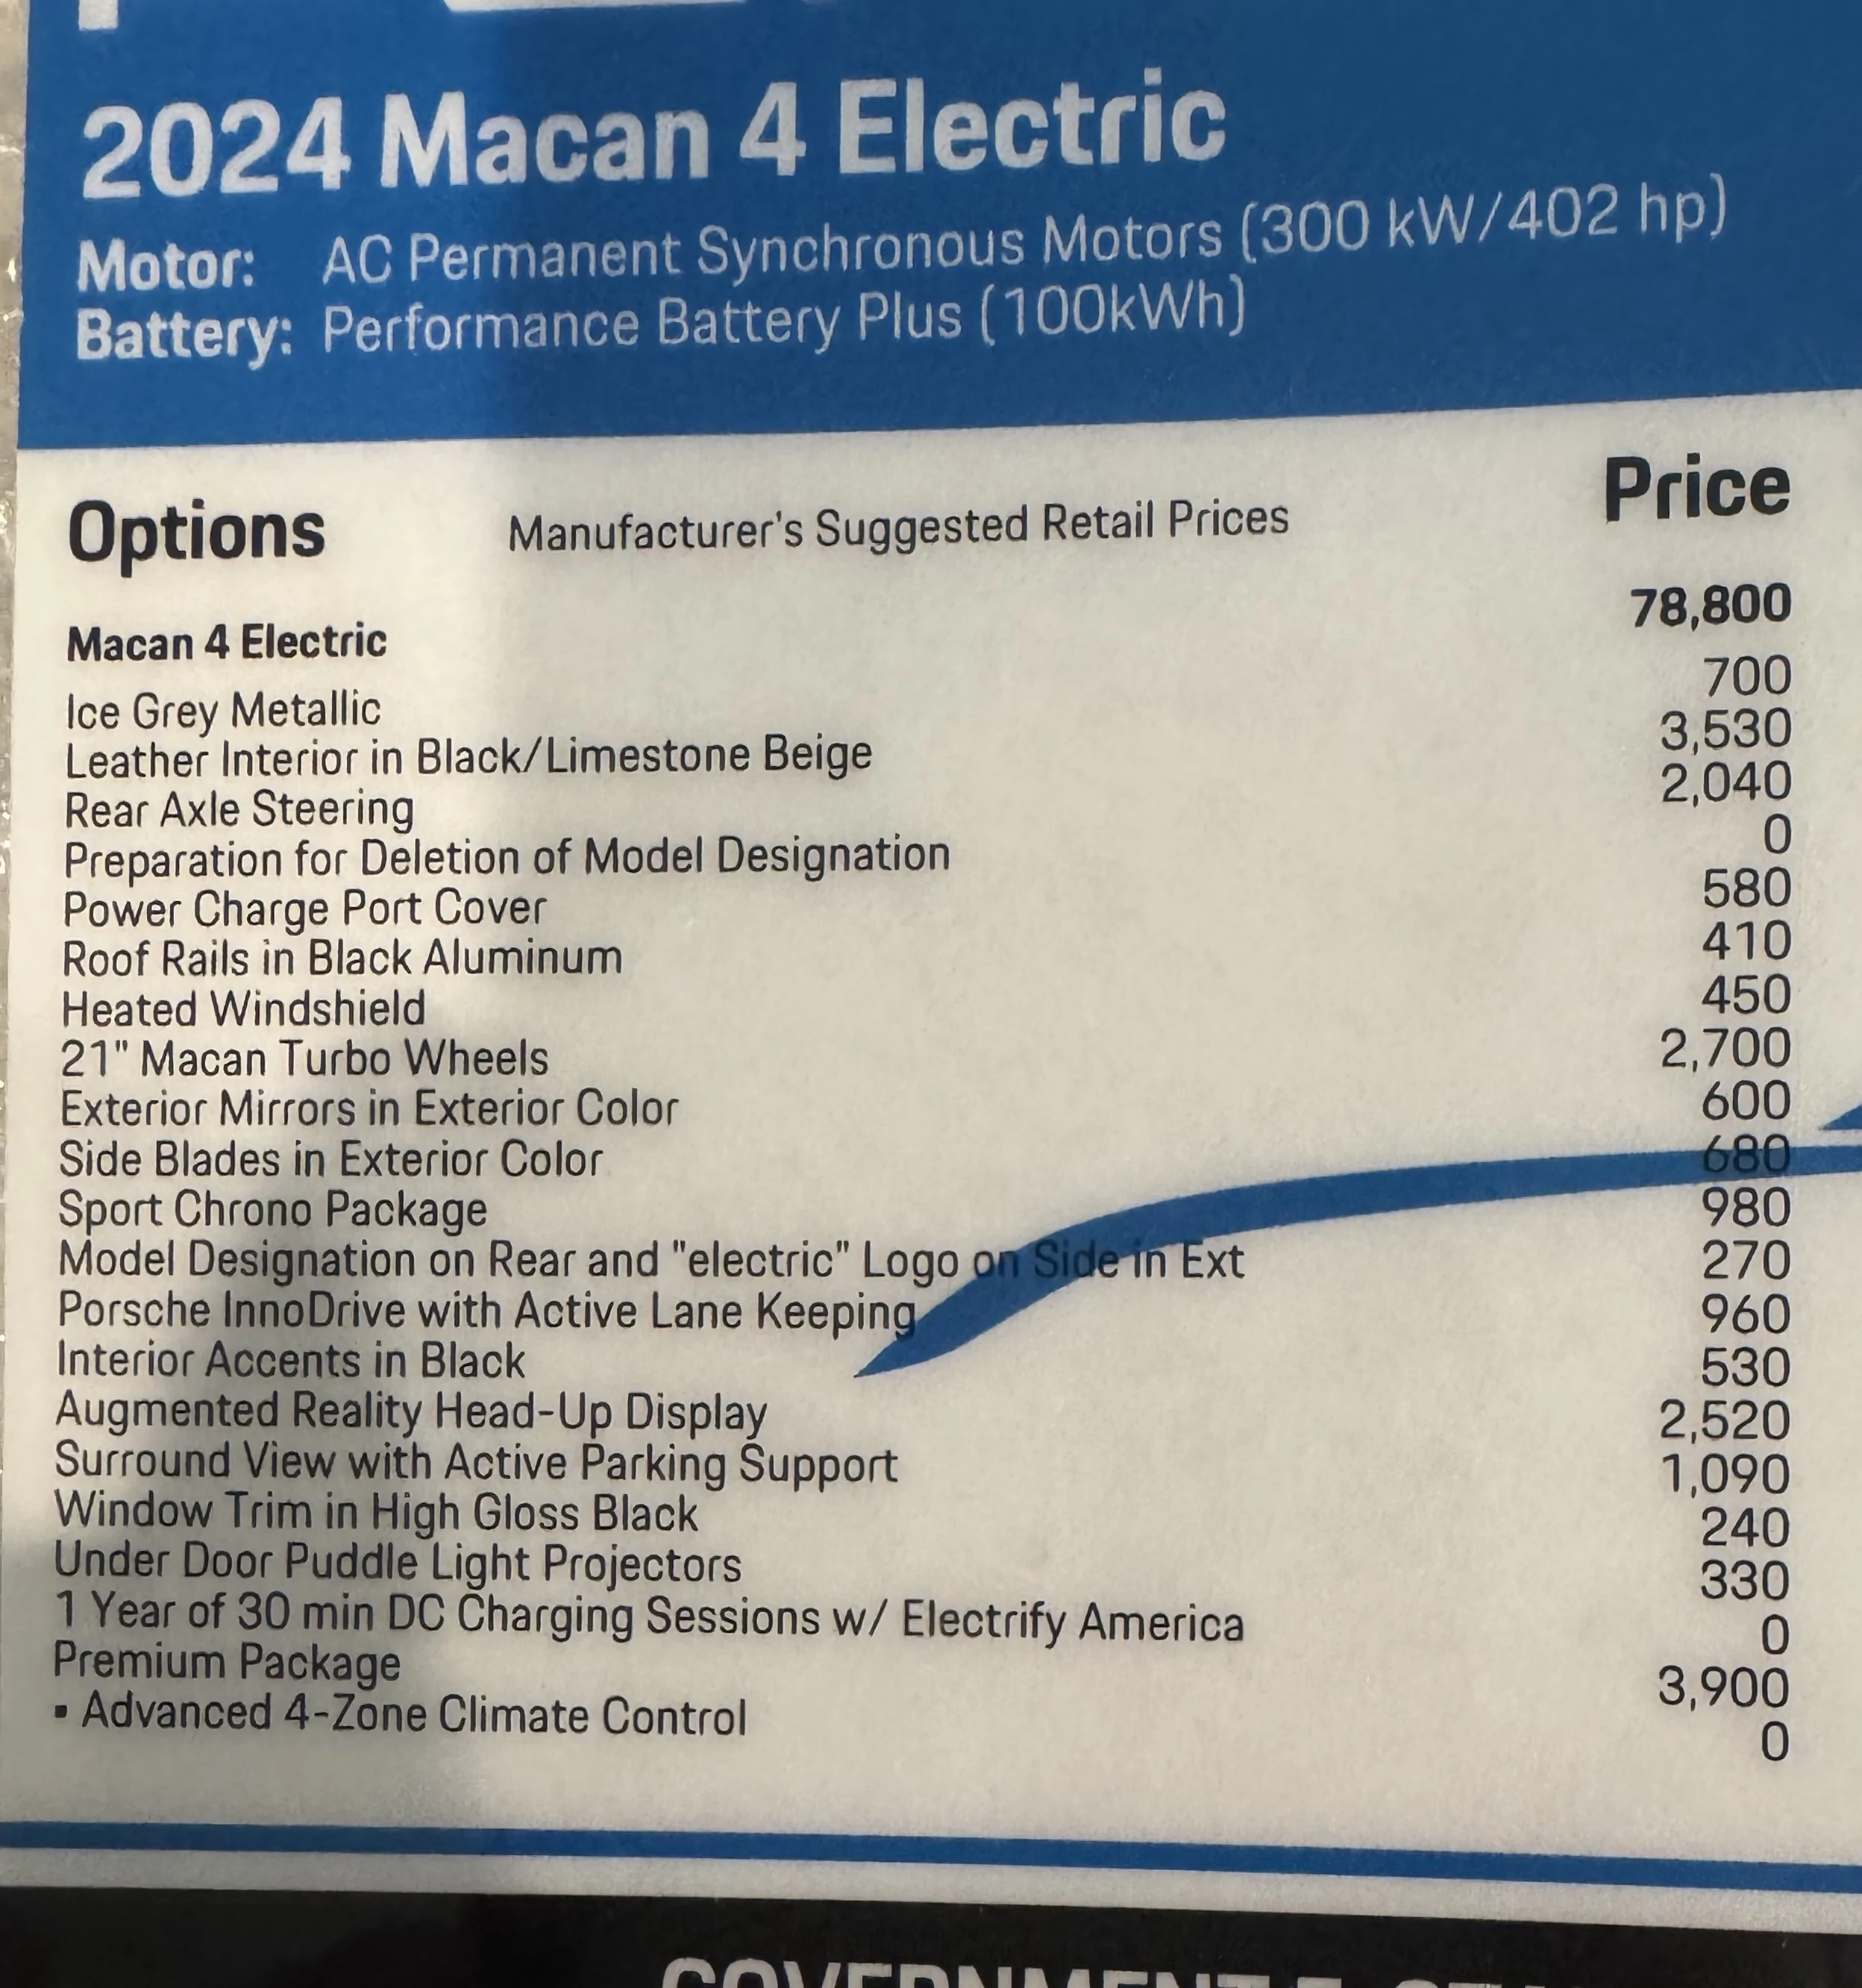 2024 Macan 4 Electric
Motor: AC Permanent Synchronous Motors (300 kW/402 hp)
Battery: Performance Battery Plus (100kWh)
Options Manufacturer's Suggested Retail Prices Price
Macan 4 Electric 78,800
Ice Grey Metallic 700
Leather Interior in Black/Limestone Beige 3,530
Rear Axle Steering 2,040
Preparation for Deletion of Model Designation 0
Power Charge Port Cover 580
Roof Rails in Black Aluminum 410
Heated Windshield 450
21" Macan Turbo Wheels 2,700
Exterior Mirrors in Exterior Color 600
Side Blades in Exterior Color 680
Sport Chrono Package 980
Model Designation on Rear and "electric" Logo on Side in Ext 270
Porsche InnoDrive with Active Lane Keeping 960
Interior Accents in Black 530
Augmented Reality Head-Up Display 2,520
Surround View with Active Parking Support 1,090
Window Trim in High Gloss Black 240
Under Door Puddle Light Projectors 330
1 Year of 30 min DC Charging Sessions w/ Electrify America 0
Premium Package 3,900
▪ Advanced 4-Zone Climate Control 0
GOVERNMENT